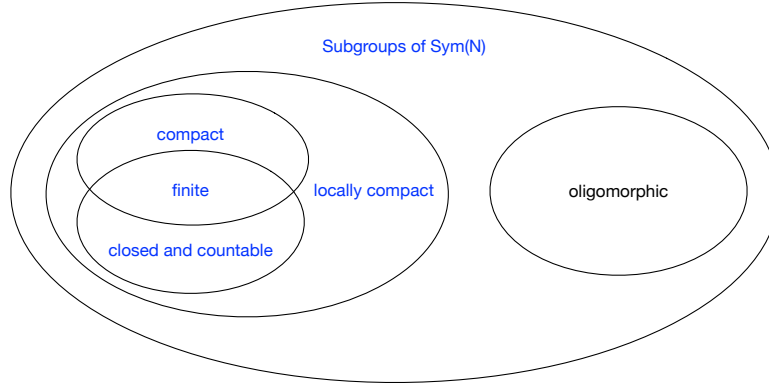 Subgroups of Sym(N)
compact
finite
locally compact
oligomorphic
closed and countable